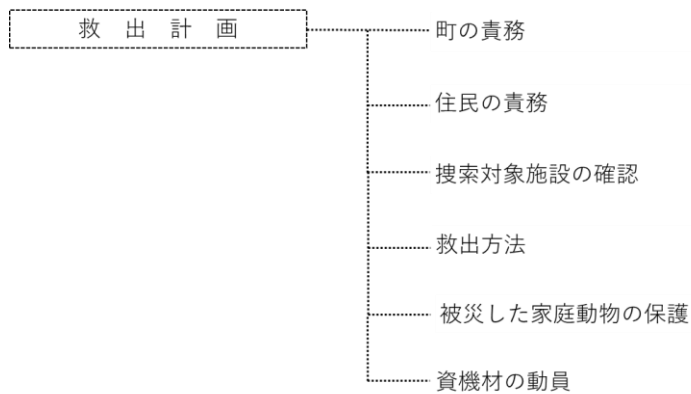 救出計画
町の責務
住民の責務
捜索対象施設の確認
救出方法
被災した家庭動物の保護
資機材の動員